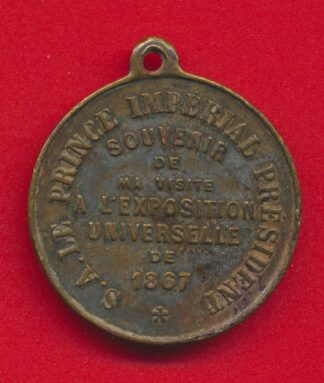 S.A. LE PRINCE IMPÉRIAL PRÉSIDENT
SOUVENIR
DE
MA VISITE
A L'EXPOSITION
UNIVERSELLE
DE
1867